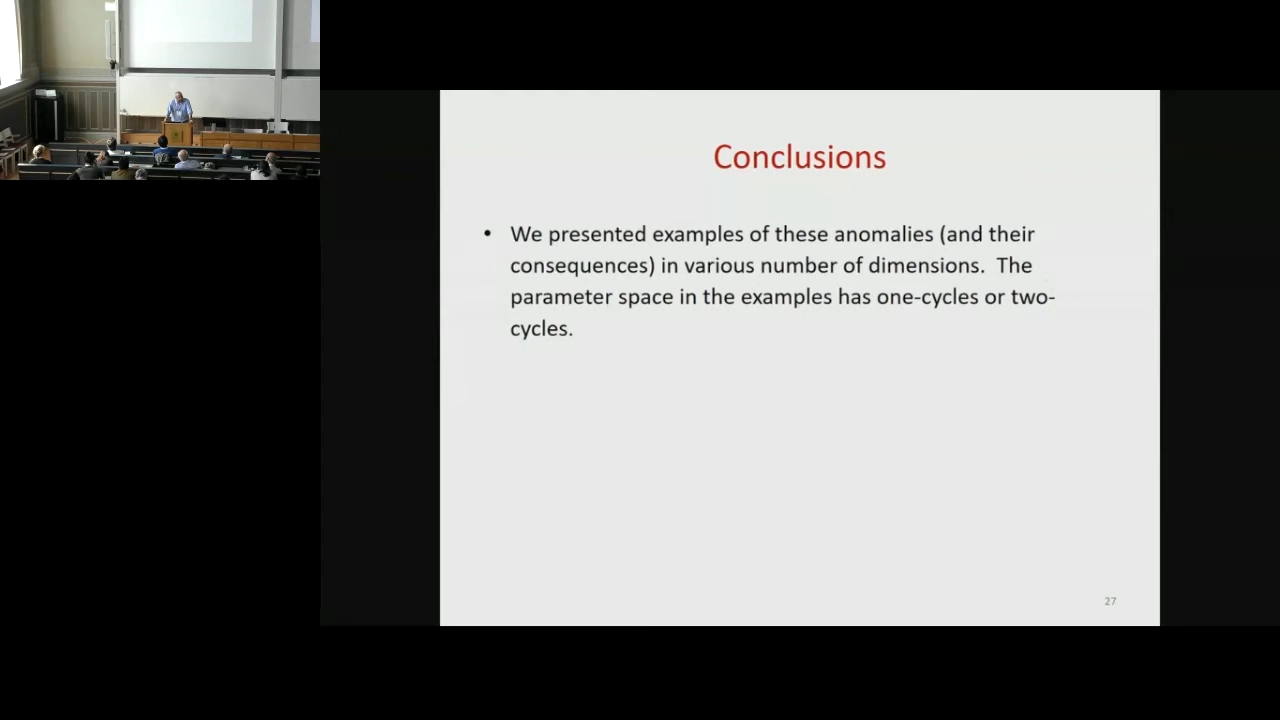 Conclusions
• We presented examples of these anomalies (and their
consequences) in various number of dimensions.  The
parameter space in the examples has one-cycles or two-
cycles.
27